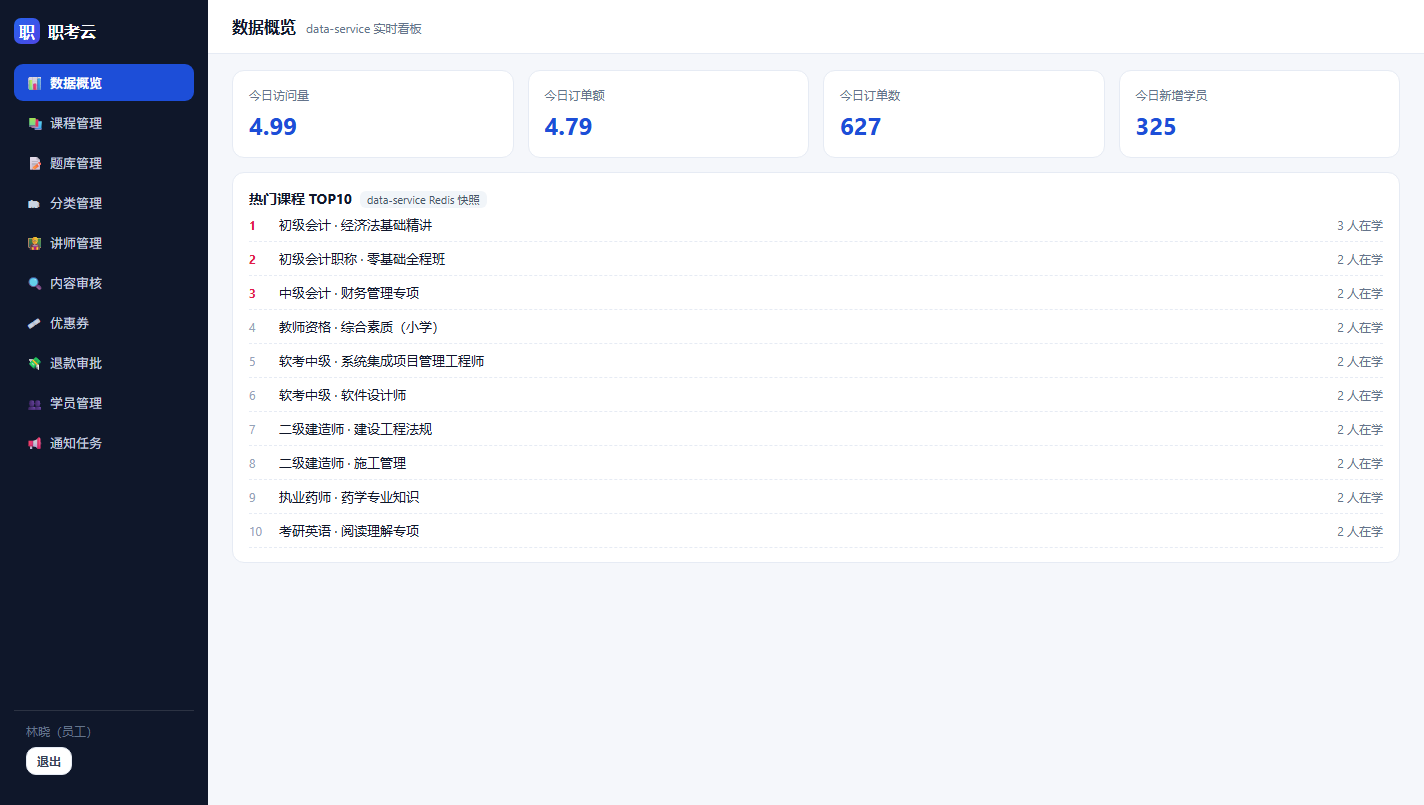 职 职考云
数据概览
课程管理
题库管理
分类管理
讲师管理
内容审核
优惠券
退款审批
学员管理
通知任务
林晓（员工）
退出
数据概览 data-service 实时看板
今日访问量
4.99
今日订单额
4.79
今日订单数
627
今日新增学员
325
热门课程 TOP10 data-service Redis 快照
1 初级会计 · 经济法基础精讲 3 人在学
2 初级会计职称 · 零基础全程班 2 人在学
3 中级会计 · 财务管理专项 2 人在学
4 教师资格 · 综合素质（小学） 2 人在学
5 软考中级 · 系统集成项目管理工程师 2 人在学
6 软考中级 · 软件设计师 2 人在学
7 二级建造师 · 建设工程法规 2 人在学
8 二级建造师 · 施工管理 2 人在学
9 执业药师 · 药学专业知识 2 人在学
10 考研英语 · 阅读理解专项 2 人在学